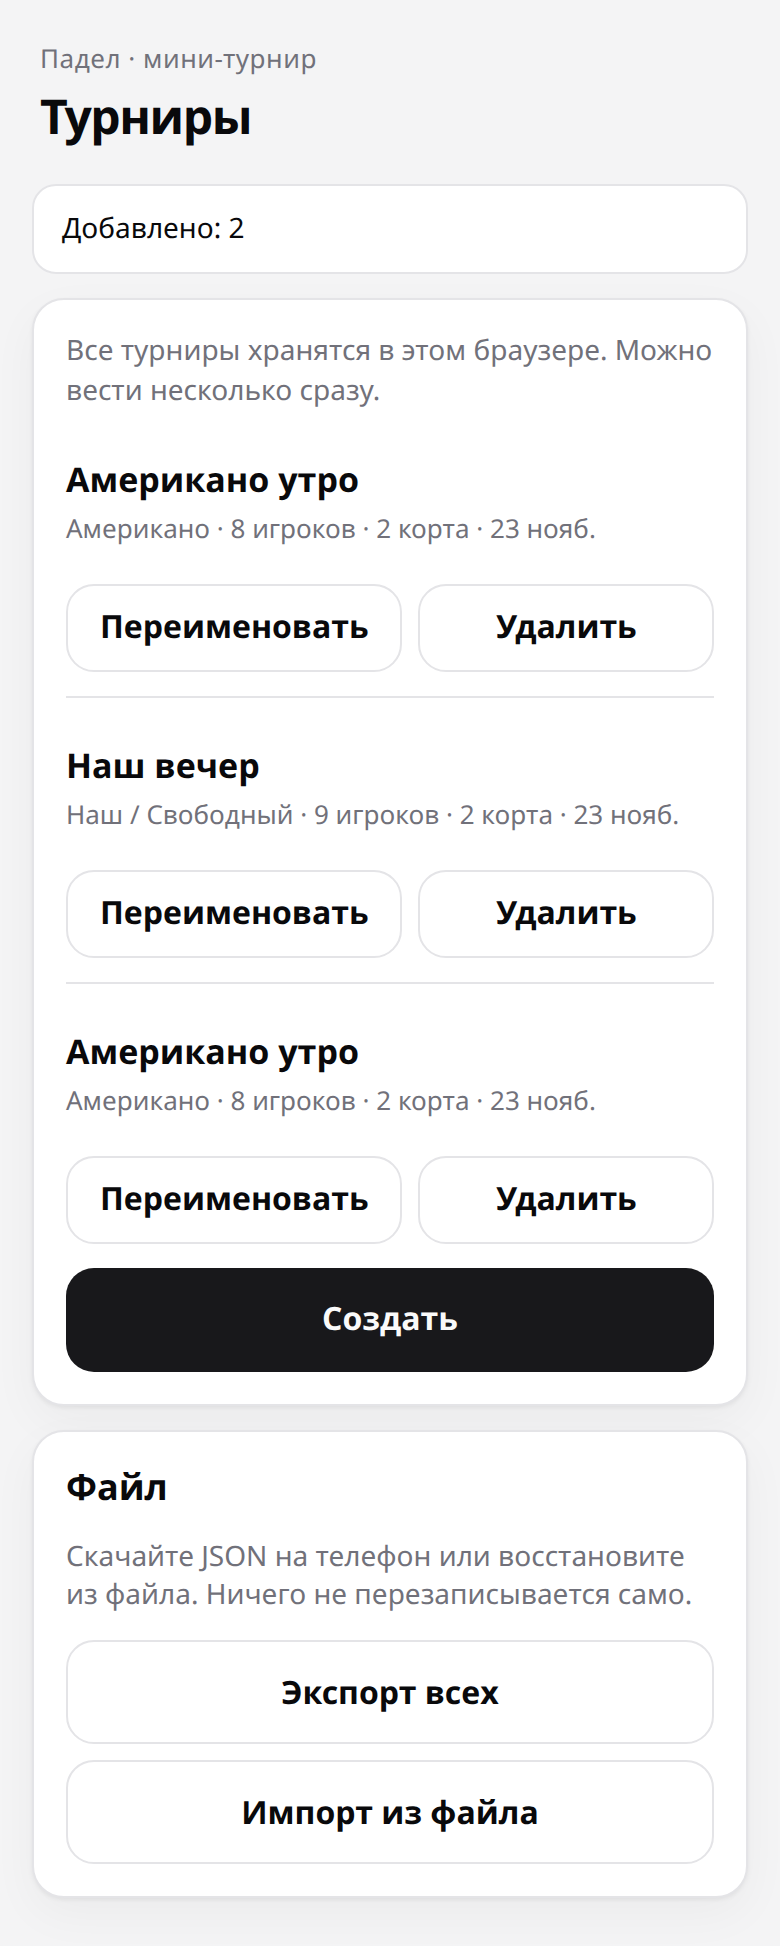 Падел · мини-турнир
Турниры
Добавлено: 2
Все турниры хранятся в этом браузере. Можно
вести несколько сразу.
Американо утро
Американо · 8 игроков · 2 корта · 23 нояб.
Переименовать
Удалить
Наш вечер
Наш / Свободный · 9 игроков · 2 корта · 23 нояб.
Переименовать
Удалить
Американо утро
Американо · 8 игроков · 2 корта · 23 нояб.
Переименовать
Удалить
Создать
Файл
Скачайте JSON на телефон или восстановите
из файла. Ничего не перезаписывается само.
Экспорт всех
Импорт из файла